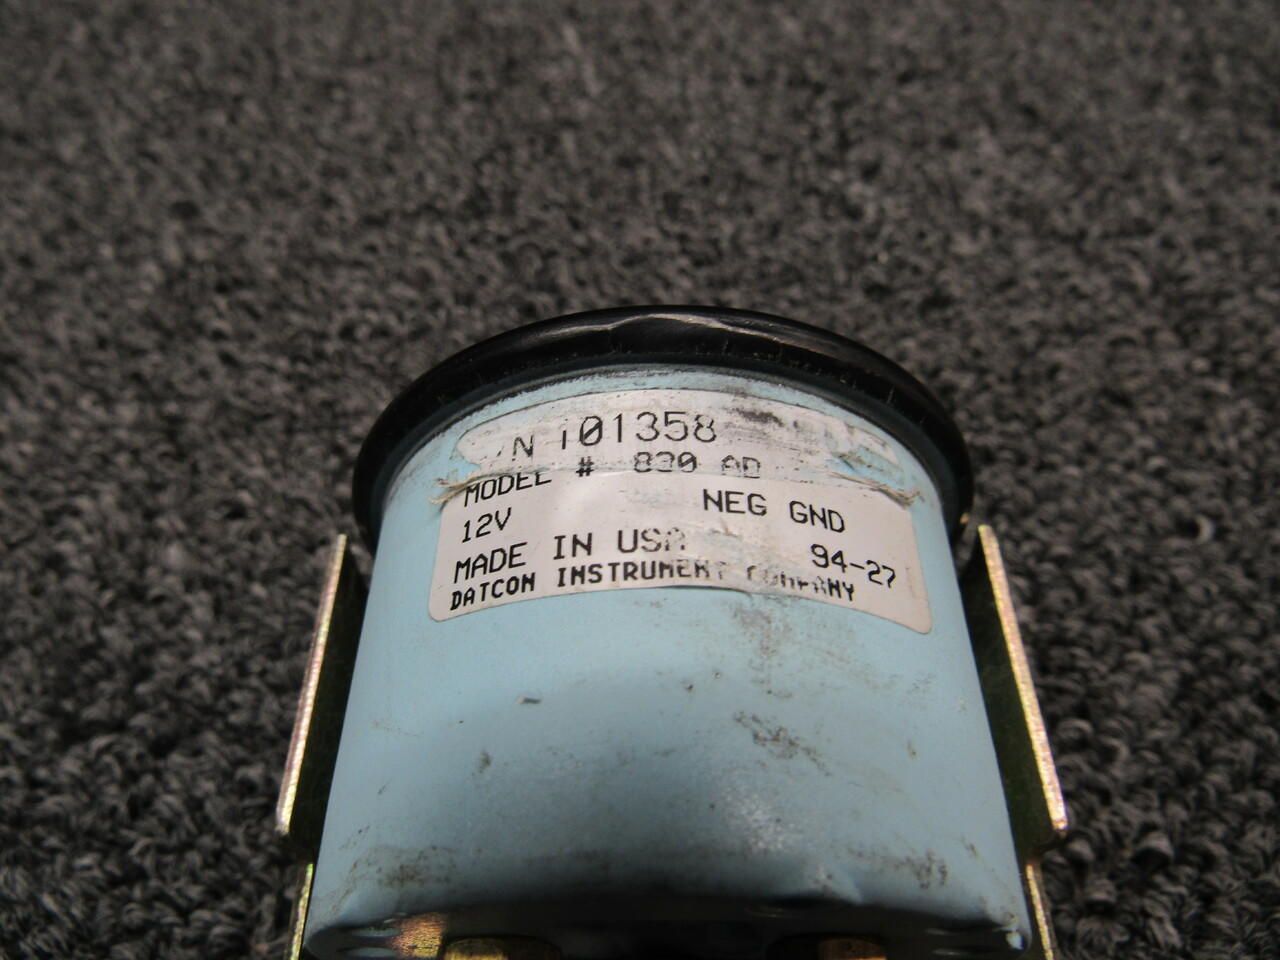 N 101358
MODEL # 830 AD
12V NEG GND
MADE IN USA 94-27
DATCON INSTRUMENT COMPANY